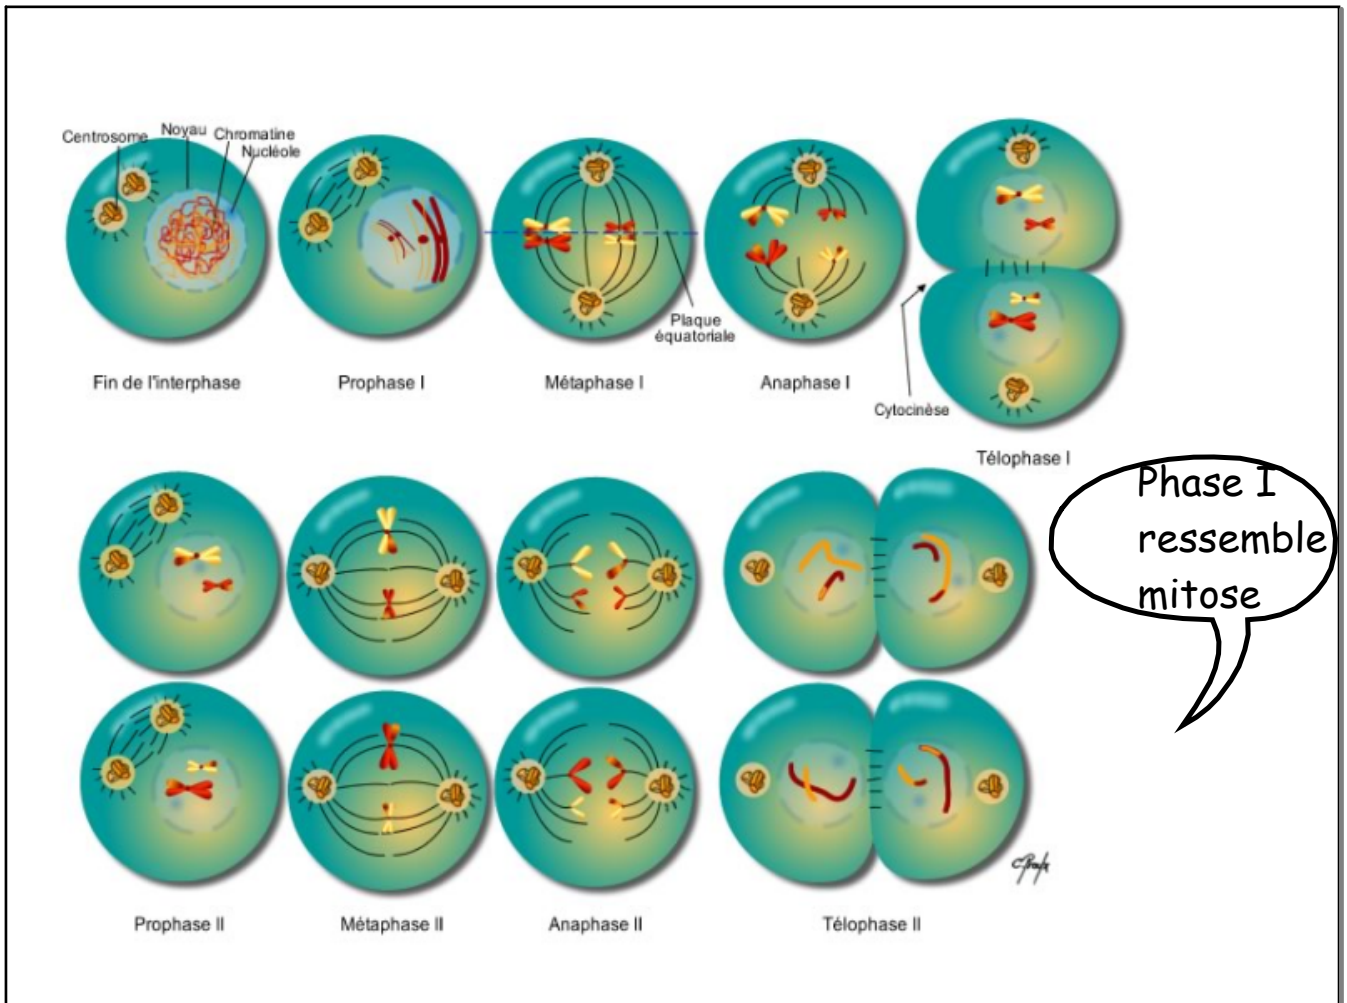 Centrosome
Noyau
Chromatine
Nucléole
Plaque
équatoriale
Fin de l'interphase
Prophase I
Métaphase I
Anaphase I
Cytocinèse
Télophase I
Phase I
ressemble
mitose
Prophase II
Métaphase II
Anaphase II
Télophase II